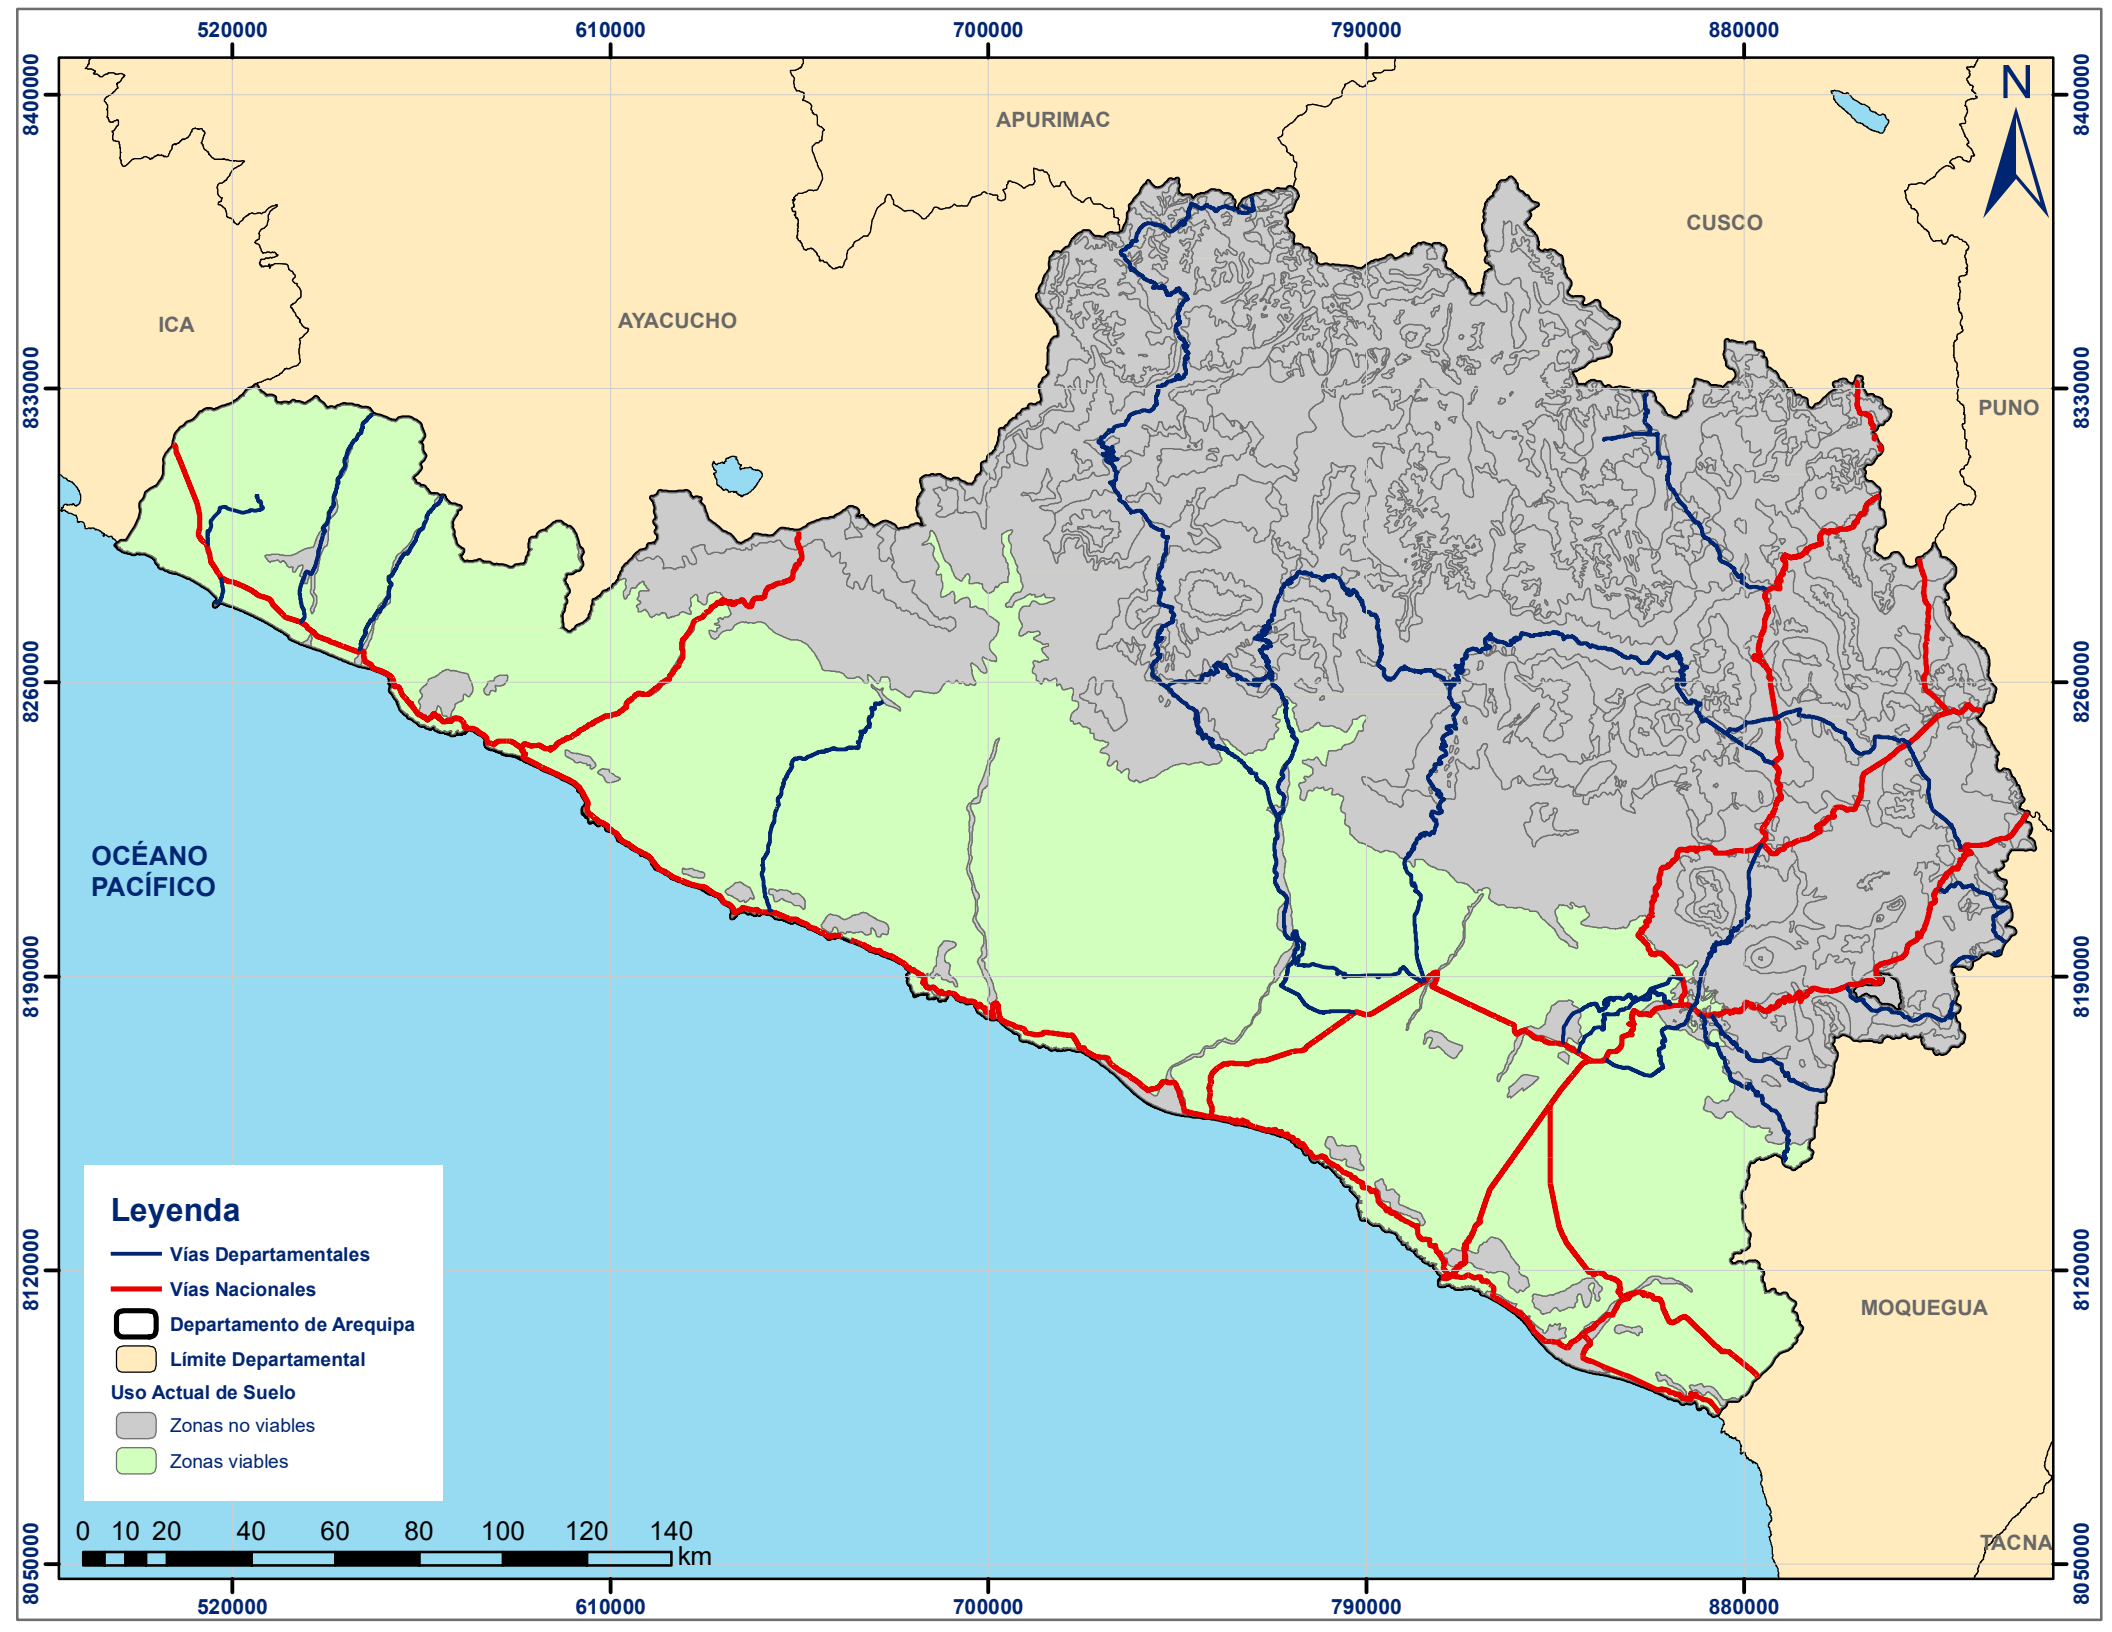 520000 610000 700000 790000 880000
8400000 8400000
N
APURIMAC
CUSCO
ICA
AYACUCHO
8330000 8330000
PUNO
8260000 8260000
OCÉANO
PACÍFICO
8190000 8190000
Leyenda
Vías Departamentales
Vías Nacionales
Departamento de Arequipa
Límite Departamental
Uso Actual de Suelo
Zonas no viables
Zonas viables
8120000 8120000
MOQUEGUA
0 10 20 40 60 80 100 120 140
km
TACNA
8050000 8050000
520000 610000 700000 790000 880000